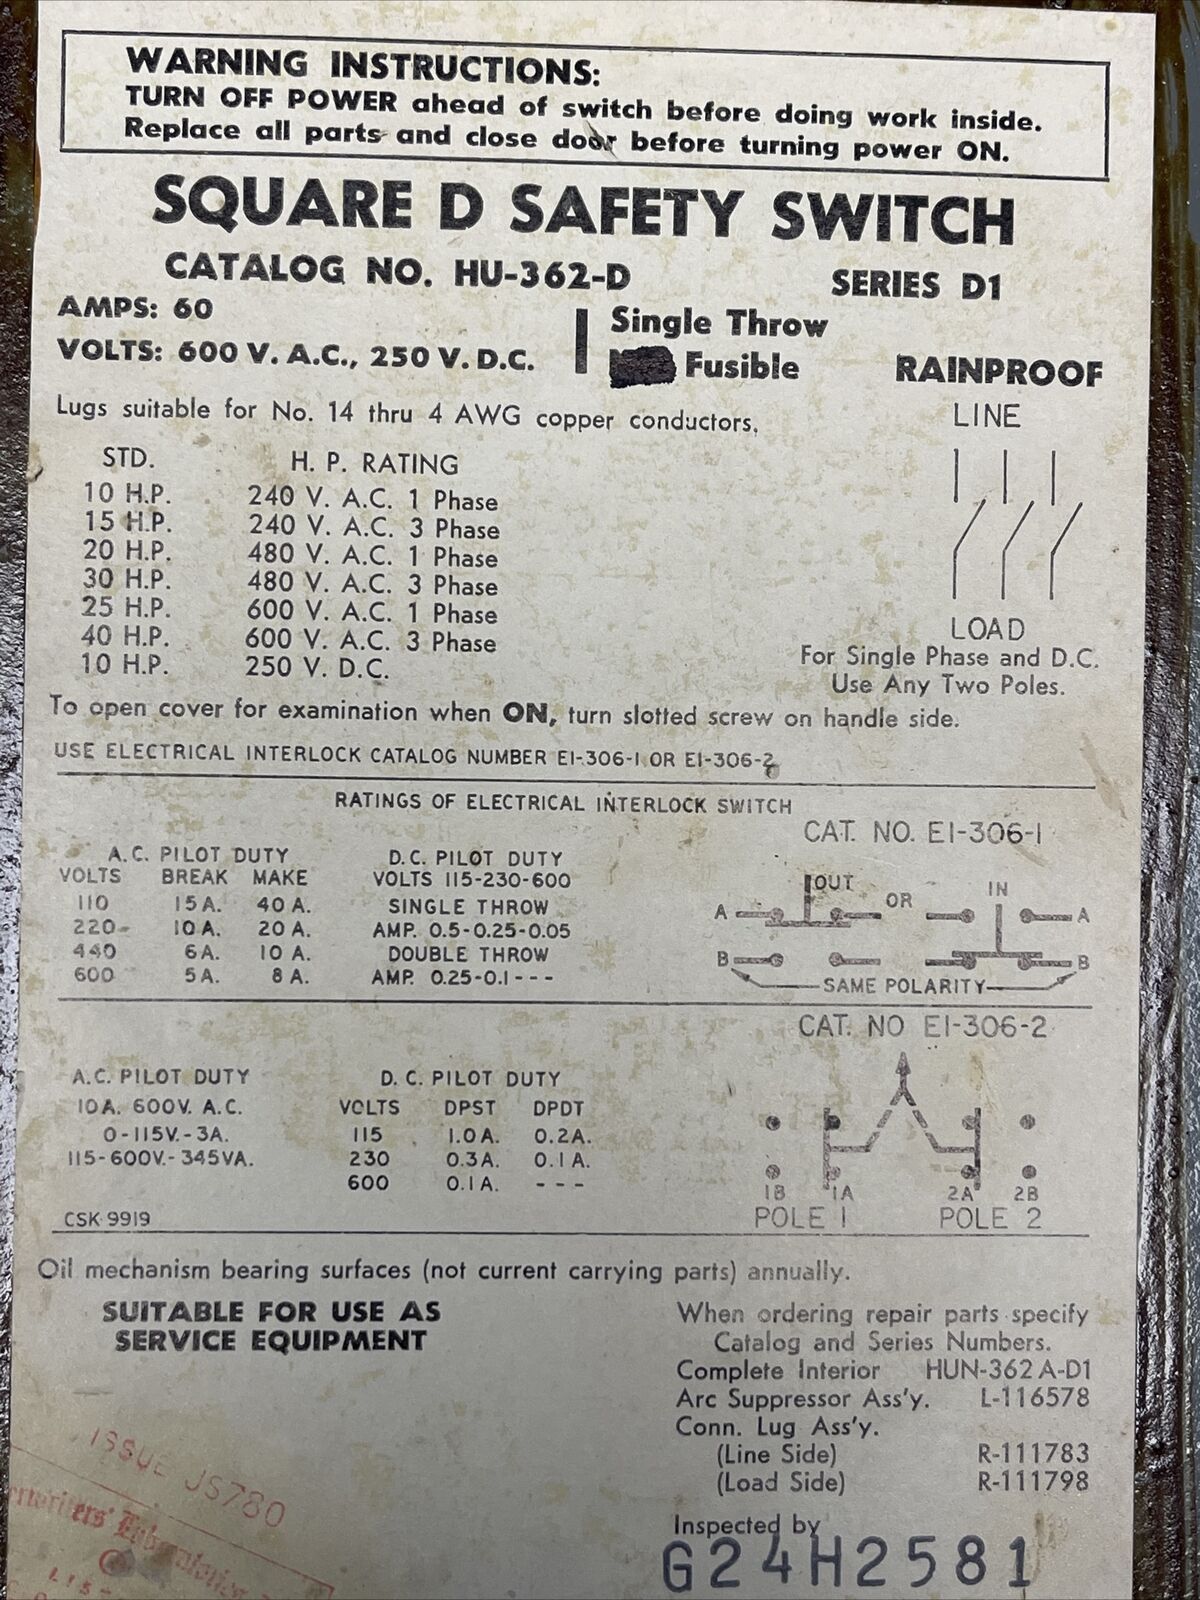 WARNING INSTRUCTIONS:
TURN OFF POWER ahead of switch before doing work inside.
Replace all parts and close door before turning power ON.
SQUARE D SAFETY SWITCH
CATALOG NO. HU-362-D SERIES D1
AMPS: 60
VOLTS: 600 V. A.C., 250 V. D.C.
Single Throw
Fusible
RAINPROOF
Lugs suitable for No. 14 thru 4 AWG copper conductors.
STD. H. P. RATING
10 H.P. 240 V. A.C. 1 Phase
15 H.P. 240 V. A.C. 3 Phase
20 H.P. 480 V. A.C. 1 Phase
30 H.P. 480 V. A.C. 3 Phase
25 H.P. 600 V. A.C. 1 Phase
40 H.P. 600 V. A.C. 3 Phase
10 H.P. 250 V. D.C.
LINE
LOAD
For Single Phase and D.C.
Use Any Two Poles.
To open cover for examination when ON, turn slotted screw on handle side.
USE ELECTRICAL INTERLOCK CATALOG NUMBER EI-306-1 OR EI-306-2
RATINGS OF ELECTRICAL INTERLOCK SWITCH
CAT. NO. EI-306-1
A.C. PILOT DUTY
VOLTS BREAK MAKE
110 15 A. 40 A.
220 10 A. 20 A.
440 6 A. 10 A.
600 5 A. 8 A.
D.C. PILOT DUTY
VOLTS 115-230-600
SINGLE THROW
AMP. 0.5-0.25-0.05
DOUBLE THROW
AMP. 0.25-0.1---
OUT OR IN
A A
B B
SAME POLARITY
CAT. NO EI-306-2
A.C. PILOT DUTY
10 A. 600V. A.C.
0-115V.-3A.
115-600V.-345VA.
D. C. PILOT DUTY
VOLTS DPST DPDT
115 1.0 A. 0.2 A.
230 0.3 A. 0.1 A.
600 0.1 A. ---
1B 1A 2A 2B
POLE 1 POLE 2
CSK 9919
Oil mechanism bearing surfaces (not current carrying parts) annually.
SUITABLE FOR USE AS
SERVICE EQUIPMENT
When ordering repair parts specify
Catalog and Series Numbers.
Complete Interior HUN-362 A-D1
Arc Suppressor Ass'y. L-116578
Conn. Lug Ass'y.
(Line Side) R-111783
(Load Side) R-111798
ISSUE JS780
Inspected by
G24H2581